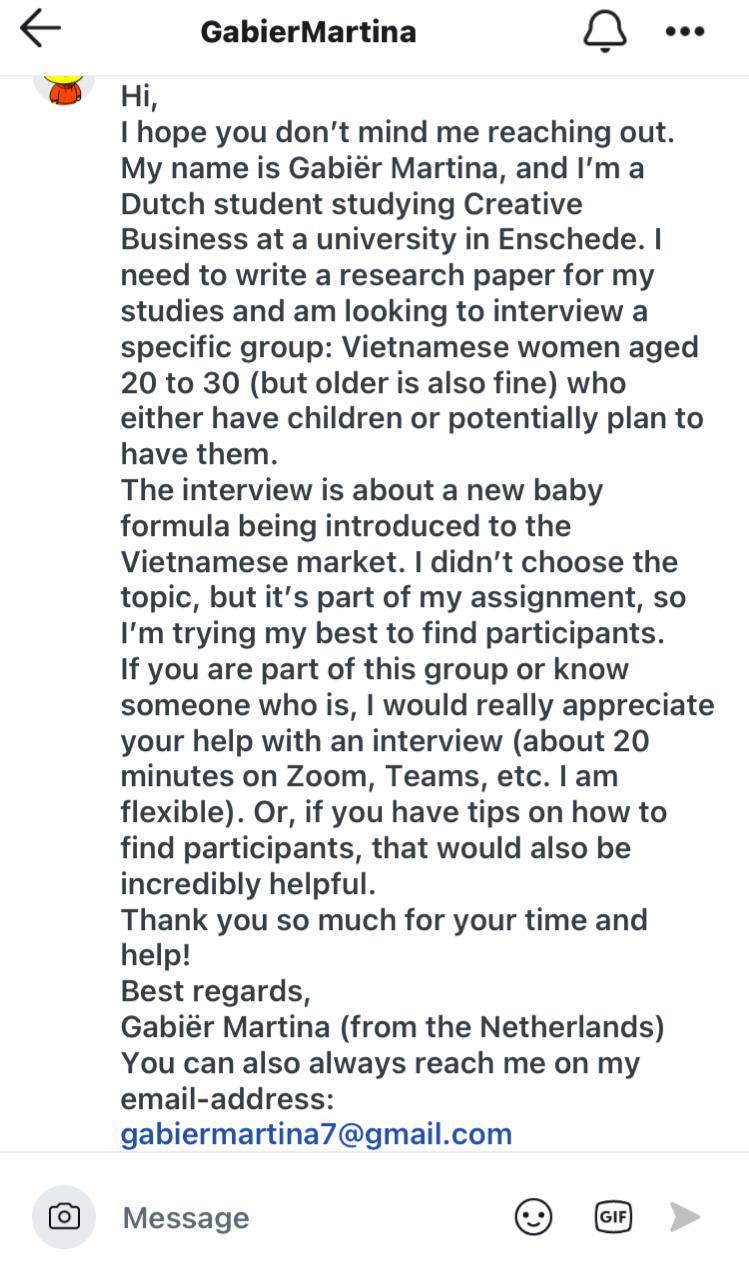 GabierMartina
Hi,
I hope you don’t mind me reaching out.
My name is Gabiër Martina, and I’m a
Dutch student studying Creative
Business at a university in Enschede. I
need to write a research paper for my
studies and am looking to interview a
specific group: Vietnamese women aged
20 to 30 (but older is also fine) who
either have children or potentially plan to
have them.
The interview is about a new baby
formula being introduced to the
Vietnamese market. I didn’t choose the
topic, but it’s part of my assignment, so
I’m trying my best to find participants.
If you are part of this group or know
someone who is, I would really appreciate
your help with an interview (about 20
minutes on Zoom, Teams, etc. I am
flexible). Or, if you have tips on how to
find participants, that would also be
incredibly helpful.
Thank you so much for your time and
help!
Best regards,
Gabiër Martina (from the Netherlands)
You can also always reach me on my
email-address:
gabiermartina7@gmail.com
Message
GIF